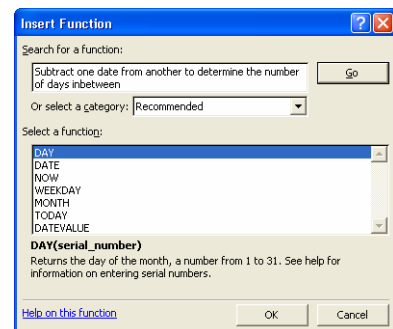 Insert Function
Search for a function:
Subtract one date from another to determine the number
of days inbetween
Go
Or select a category: Recommended
Select a function:
DAY
DATE
NOW
WEEKDAY
MONTH
TODAY
DATEVALUE
DAY(serial_number)
Returns the day of the month, a number from 1 to 31. See help for
information on entering serial numbers.
Help on this function
OK
Cancel